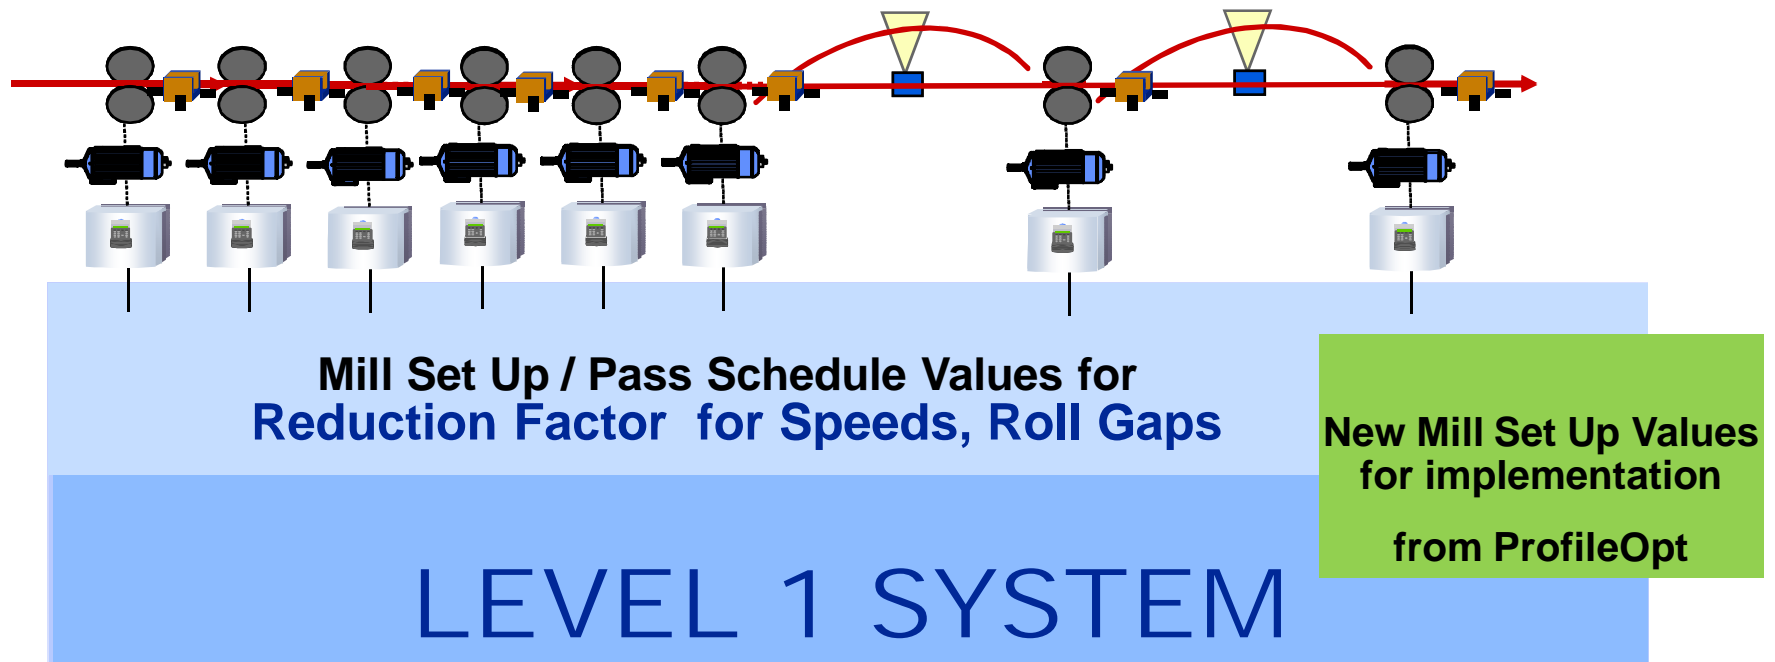 Mill Set Up / Pass Schedule Values for
Reduction Factor for Speeds, Roll Gaps
New Mill Set Up Values
for implementation
from ProfileOpt
LEVEL 1 SYSTEM